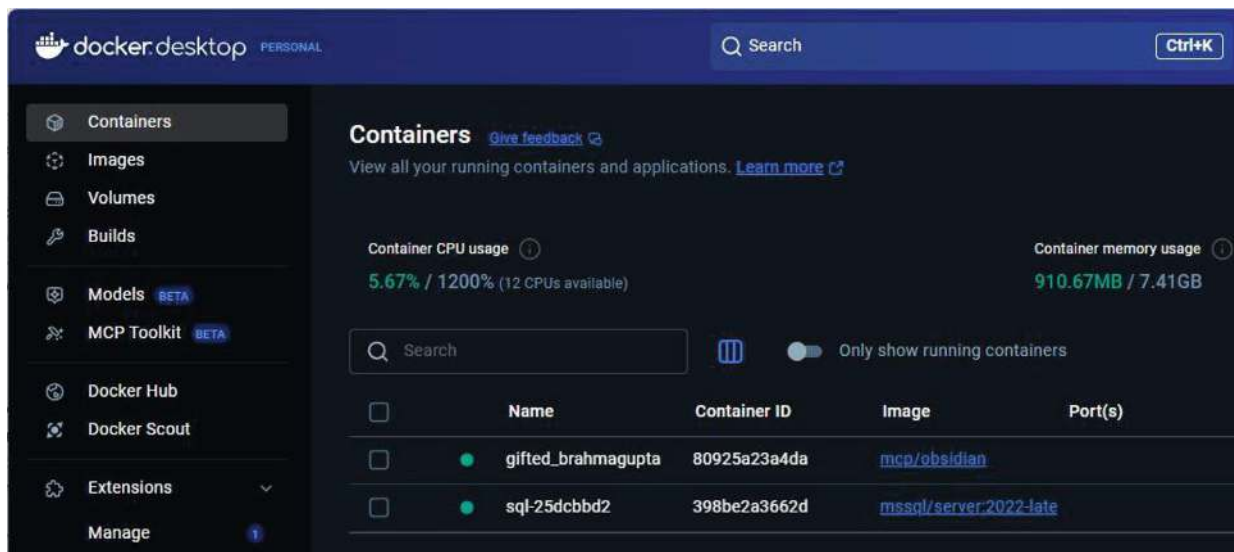 docker.desktop PERSONAL
Search
Ctrl+K
Containers
Images
Volumes
Builds
Models BETA
MCP Toolkit BETA
Docker Hub
Docker Scout
Extensions
Manage 1
Containers Give feedback
View all your running containers and applications. Learn more
Container CPU usage
5.67% / 1200% (12 CPUs available)
Container memory usage
910.67MB / 7.41GB
Search
Only show running containers
Name Container ID Image Port(s)
gifted_brahmagupta 80925a23a4da mcp/obsidian
sql-25dcbbd2 398be2a3662d mssql/server:2022-late